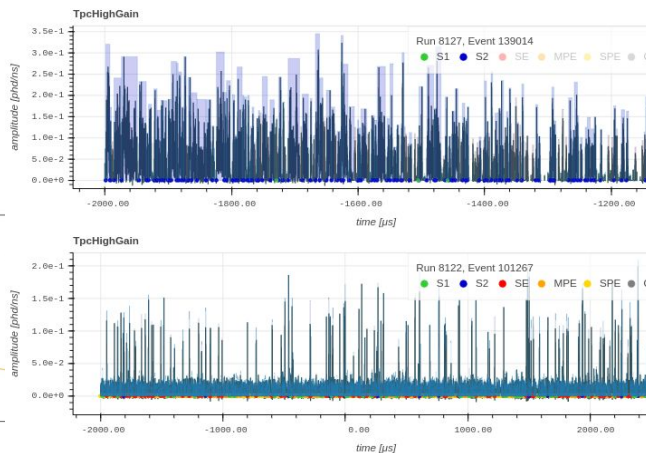 TpcHighGain
3.5e-1
3.0e-1
2.5e-1
2.0e-1
1.5e-1
1.0e-1
5.0e-2
0.0e+0
amplitude [phd/ns]
Run 8127, Event 139014
S1 S2 SE MPE SPE
-2000.00 -1800.00 -1600.00 -1400.00 -1200.00
time [μs]
TpcHighGain
2.0e-1
1.5e-1
1.0e-1
5.0e-2
0.0e+0
amplitude [phd/ns]
Run 8122, Event 101267
S1 S2 SE MPE SPE
-2000.00 -1000.00 0.00 1000.00 2000.00
time [μs]